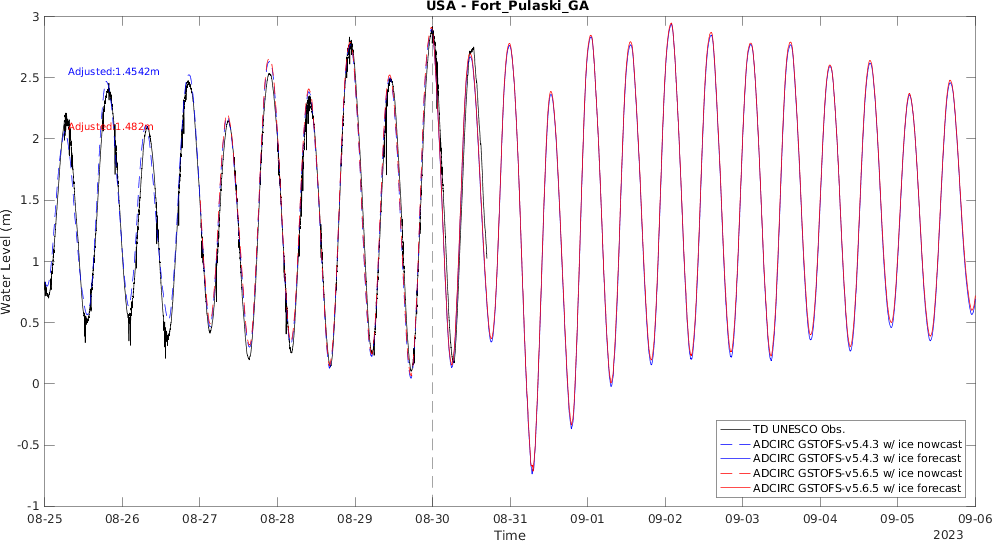 USA - Fort_Pulaski_GA
3
2.5
2
1.5
1
0.5
0
-0.5
-1
Water Level (m)
Adjusted:1.4542m
Adjusted:1.482m
TD UNESCO Obs.
ADCIRC GSTOFS-v5.4.3 w/ ice nowcast
ADCIRC GSTOFS-v5.4.3 w/ ice forecast
ADCIRC GSTOFS-v5.6.5 w/ ice nowcast
ADCIRC GSTOFS-v5.6.5 w/ ice forecast
08-25 08-26 08-27 08-28 08-29 08-30 08-31 09-01 09-02 09-03 09-04 09-05 09-06
Time
2023